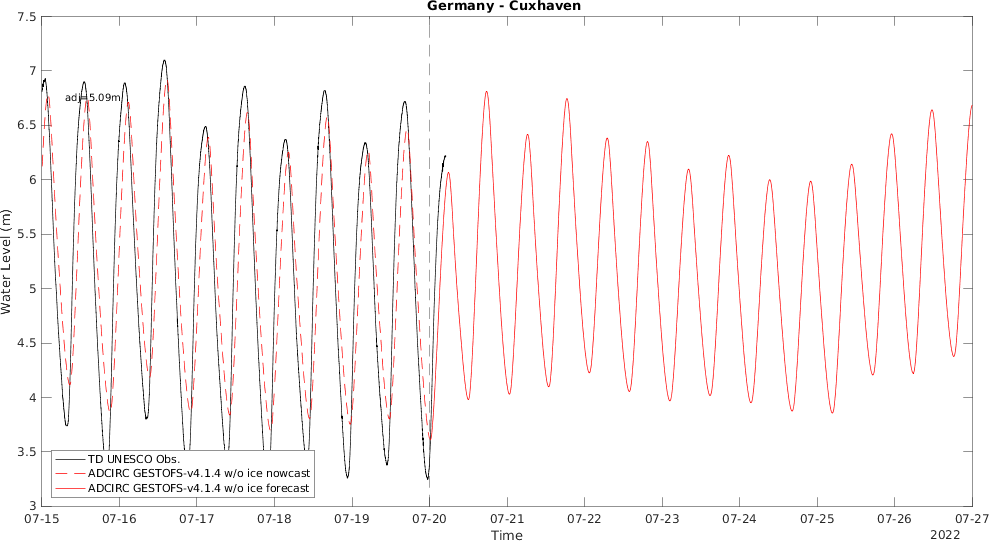 Germany - Cuxhaven
7.5
7
6.5
6
5.5
5
4.5
4
3.5
3
Water Level (m)
adj=5.09m
TD UNESCO Obs.
ADCIRC GESTOFS-v4.1.4 w/o ice nowcast
ADCIRC GESTOFS-v4.1.4 w/o ice forecast
07-15 07-16 07-17 07-18 07-19 07-20 07-21 07-22 07-23 07-24 07-25 07-26 07-27
Time
2022